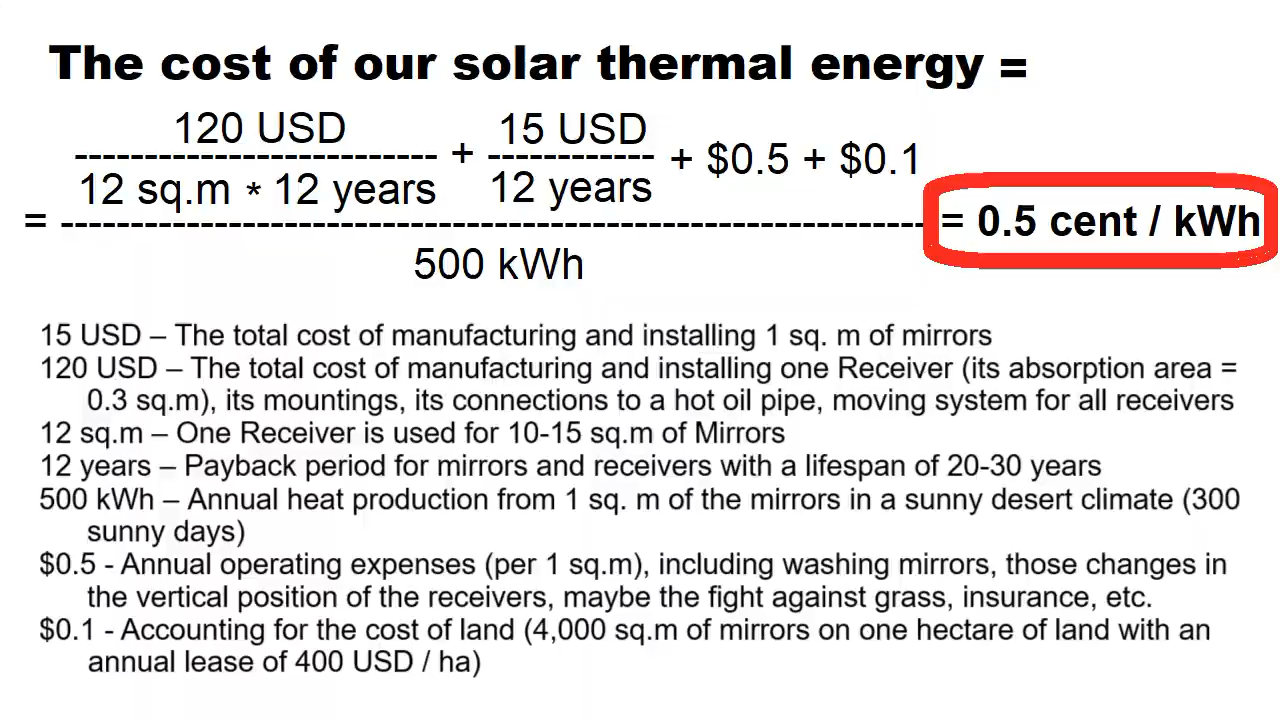 The cost of our solar thermal energy =
120 USD
12 sq.m * 12 years
+
15 USD
12 years
+ $0.5 + $0.1
=
500 kWh
= 0.5 cent / kWh
15 USD – The total cost of manufacturing and installing 1 sq. m of mirrors
120 USD – The total cost of manufacturing and installing one Receiver (its absorption area =
0.3 sq.m), its mountings, its connections to a hot oil pipe, moving system for all receivers
12 sq.m – One Receiver is used for 10-15 sq.m of Mirrors
12 years – Payback period for mirrors and receivers with a lifespan of 20-30 years
500 kWh – Annual heat production from 1 sq. m of the mirrors in a sunny desert climate (300
sunny days)
$0.5 - Annual operating expenses (per 1 sq.m), including washing mirrors, those changes in
the vertical position of the receivers, maybe the fight against grass, insurance, etc.
$0.1 - Accounting for the cost of land (4,000 sq.m of mirrors on one hectare of land with an
annual lease of 400 USD / ha)